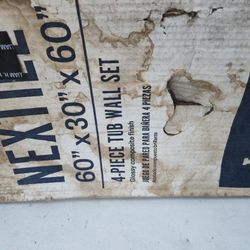 NEXTILE
60" x 30" x 60"
4-PIECE TUB WALL SET
Glossy composite finish
JUEGO DE PARED PARA BAÑERA 4 PIEZAS